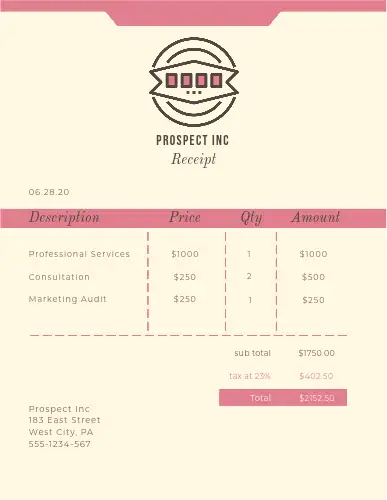 PROSPECT INC
Receipt
06.28.20
Description Price Qty Amount
Professional Services $1000 1 $1000
Consultation $250 2 $500
Marketing Audit $250 1 $250
sub total $1750.00
tax at 23% $402.50
Total $2152.50
Prospect Inc
183 East Street
West City, PA
555-1234-567